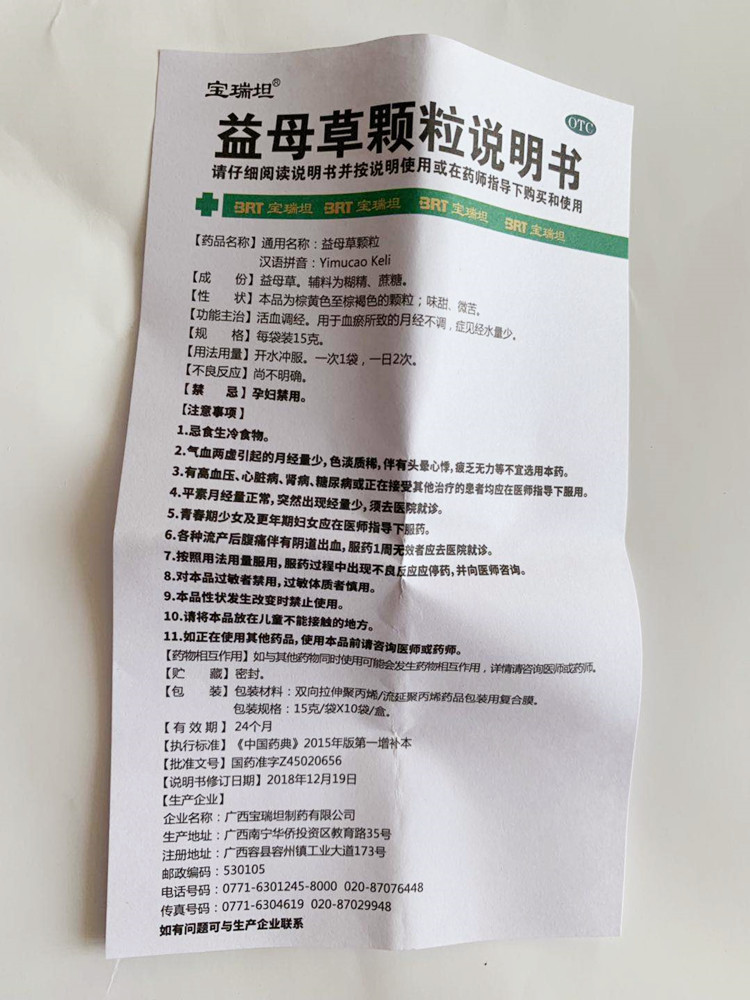 宝瑞坦®
OTC
益母草颗粒说明书
请仔细阅读说明书并按说明使用或在药师指导下购买和使用
BRT 宝瑞坦 BRT 宝瑞坦 BRT 宝瑞坦 BRT 宝瑞坦
【药品名称】通用名称：益母草颗粒
汉语拼音：Yimucao Keli
【成 份】益母草。辅料为糊精、蔗糖。
【性 状】本品为棕黄色至棕褐色的颗粒；味甜、微苦。
【功能主治】活血调经。用于血瘀所致的月经不调，症见经水量少。
【规 格】每袋装15克。
【用法用量】开水冲服。一次1袋，一日2次。
【不良反应】尚不明确。
【禁 忌】孕妇禁用。
【注意事项】
1.忌食生冷食物。
2.气血两虚引起的月经量少，色淡质稀，伴有头晕心悸，疲乏无力等不宜选用本药。
3.有高血压、心脏病、肾病、糖尿病或正在接受其他治疗的患者均应在医师指导下服用。
4.平素月经量正常，突然出现经量少，须去医院就诊。
5.青春期少女及更年期妇女应在医师指导下服药。
6.各种流产后腹痛伴有阴道出血，服药1周无效者应去医院就诊。
7.按照用法用量服用，服药过程中出现不良反应应停药，并向医师咨询。
8.对本品过敏者禁用，过敏体质者慎用。
9.本品性状发生改变时禁止使用。
10.请将本品放在儿童不能接触的地方。
11.如正在使用其他药品，使用本品前请咨询医师或药师。
【药物相互作用】如与其他药物同时使用可能会发生药物相互作用，详情请咨询医师或药师。
【贮 藏】密封。
【包 装】包装材料：双向拉伸聚丙烯/流延聚丙烯药品包装用复合膜。
包装规格：15克/袋X10袋/盒。
【有 效 期】24个月
【执行标准】《中国药典》2015年版第一增补本
【批准文号】国药准字Z45020656
【说明书修订日期】2018年12月19日
【生产企业】
企业名称：广西宝瑞坦制药有限公司
生产地址：广西南宁华侨投资区教育路35号
注册地址：广西容县容州镇工业大道173号
邮政编码：530105
电话号码：0771-6301245-8000 020-87076448
传真号码：0771-6304619 020-87029948
如有问题可与生产企业联系